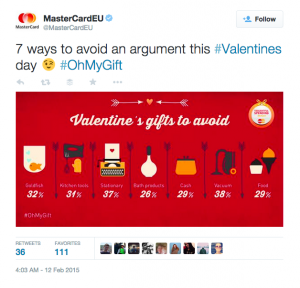 MasterCardEU
@MasterCardEU
Follow
MasterCard
7 ways to avoid an argument this #Valentines
day 😉 #OhMyGift
Valentine's gifts to avoid
Goldfish
32%
Kitchen tools
31%
Stationary
37%
Bath products
26%
Cash
29%
Vacuum
38%
Food
29%
#OhMyGift
RETWEETS
36
FAVORITES
111
4:03 AM - 12 Feb 2015